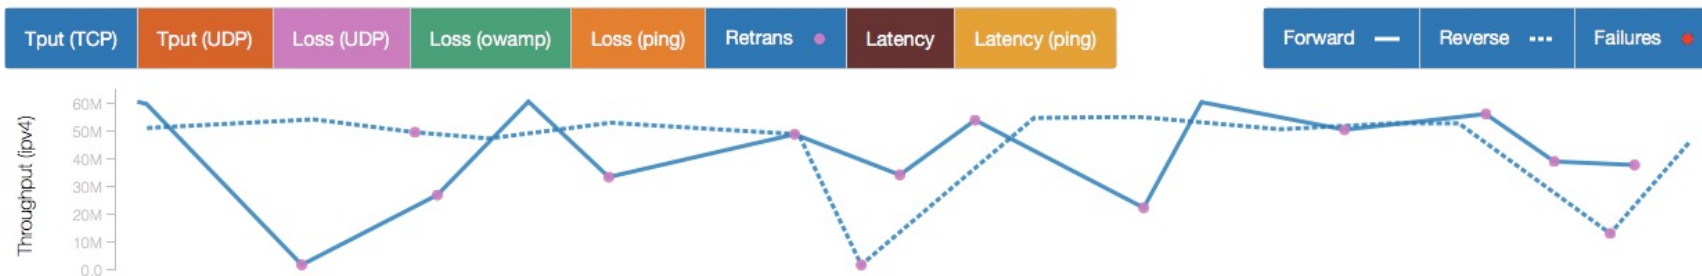 Tput (TCP) Tput (UDP) Loss (UDP) Loss (owamp) Loss (ping) Retrans Latency Latency (ping) Forward Reverse Failures
Throughput (ipv4)
60M
50M
40M
30M
20M
10M
0.0